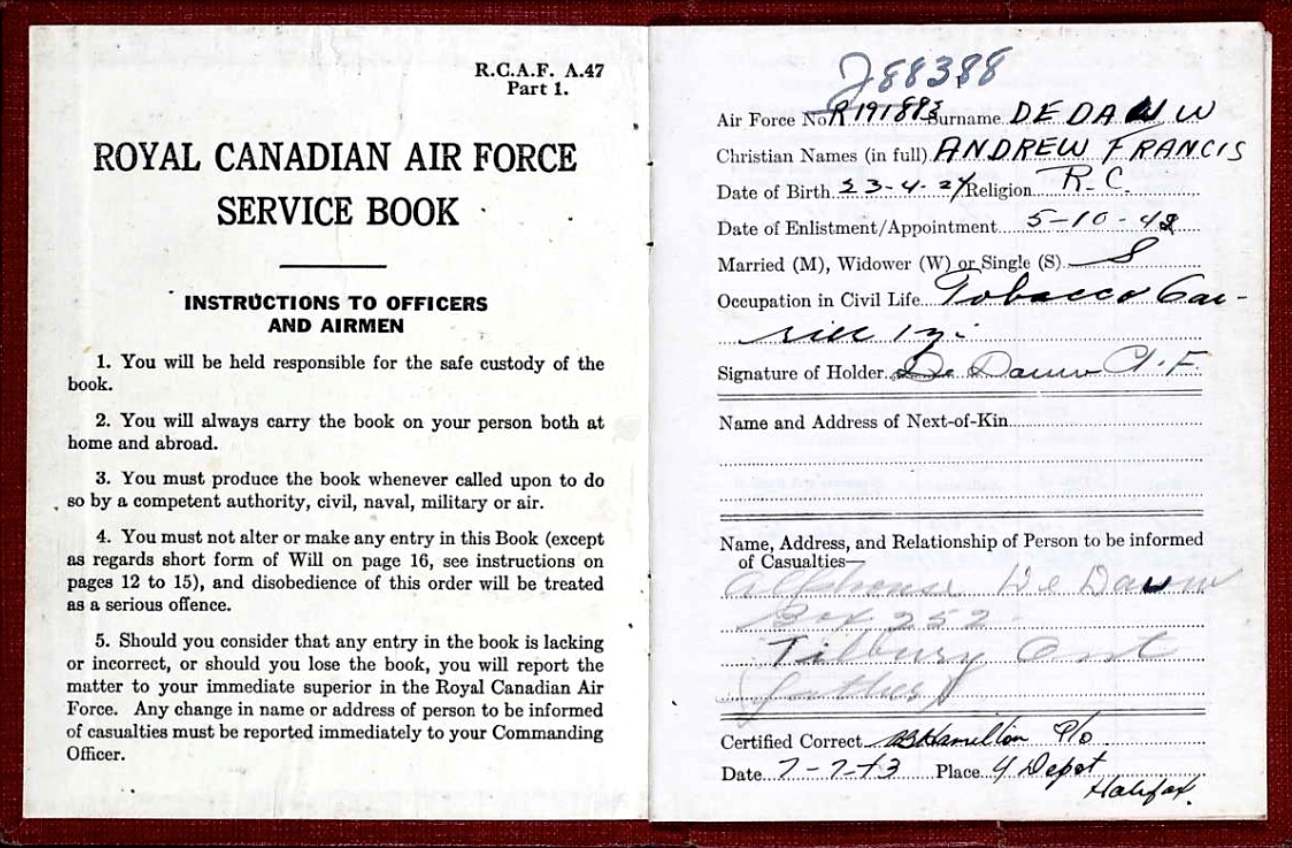 R.C.A.F. A.47
Part 1.
ROYAL CANADIAN AIR FORCE
SERVICE BOOK
INSTRUCTIONS TO OFFICERS
AND AIRMEN
1. You will be held responsible for the safe custody of the
book.
2. You will always carry the book on your person both at
home and abroad.
3. You must produce the book whenever called upon to do
so by a competent authority, civil, naval, military or air.
4. You must not alter or make any entry in this Book (except
as regards short form of Will on page 16, see instructions on
pages 12 to 15), and disobedience of this order will be treated
as a serious offence.
5. Should you consider that any entry in the book is lacking
or incorrect, or should you lose the book, you will report the
matter to your immediate superior in the Royal Canadian Air
Force. Any change in name or address of person to be informed
of casualties must be reported immediately to your Commanding
Officer.
J88388
Air Force No R191883 Surname DE DAUW
Christian Names (in full) ANDREW FRANCIS
Date of Birth Religion R.C.
Date of Enlistment/Appointment 5-10-42
Married (M), Widower (W) or Single (S) S
Occupation in Civil Life Tobacco
Signature of Holder De Dauw A.F.
Name and Address of Next-of-Kin
Name, Address, and Relationship of Person to be informed
of Casualties—
Alphonse De Dauw
Box 252
Tilbury Ont
(father)
Certified Correct Hamilton P/o
Date 7-7-43 Place Y Depot
Halifax.